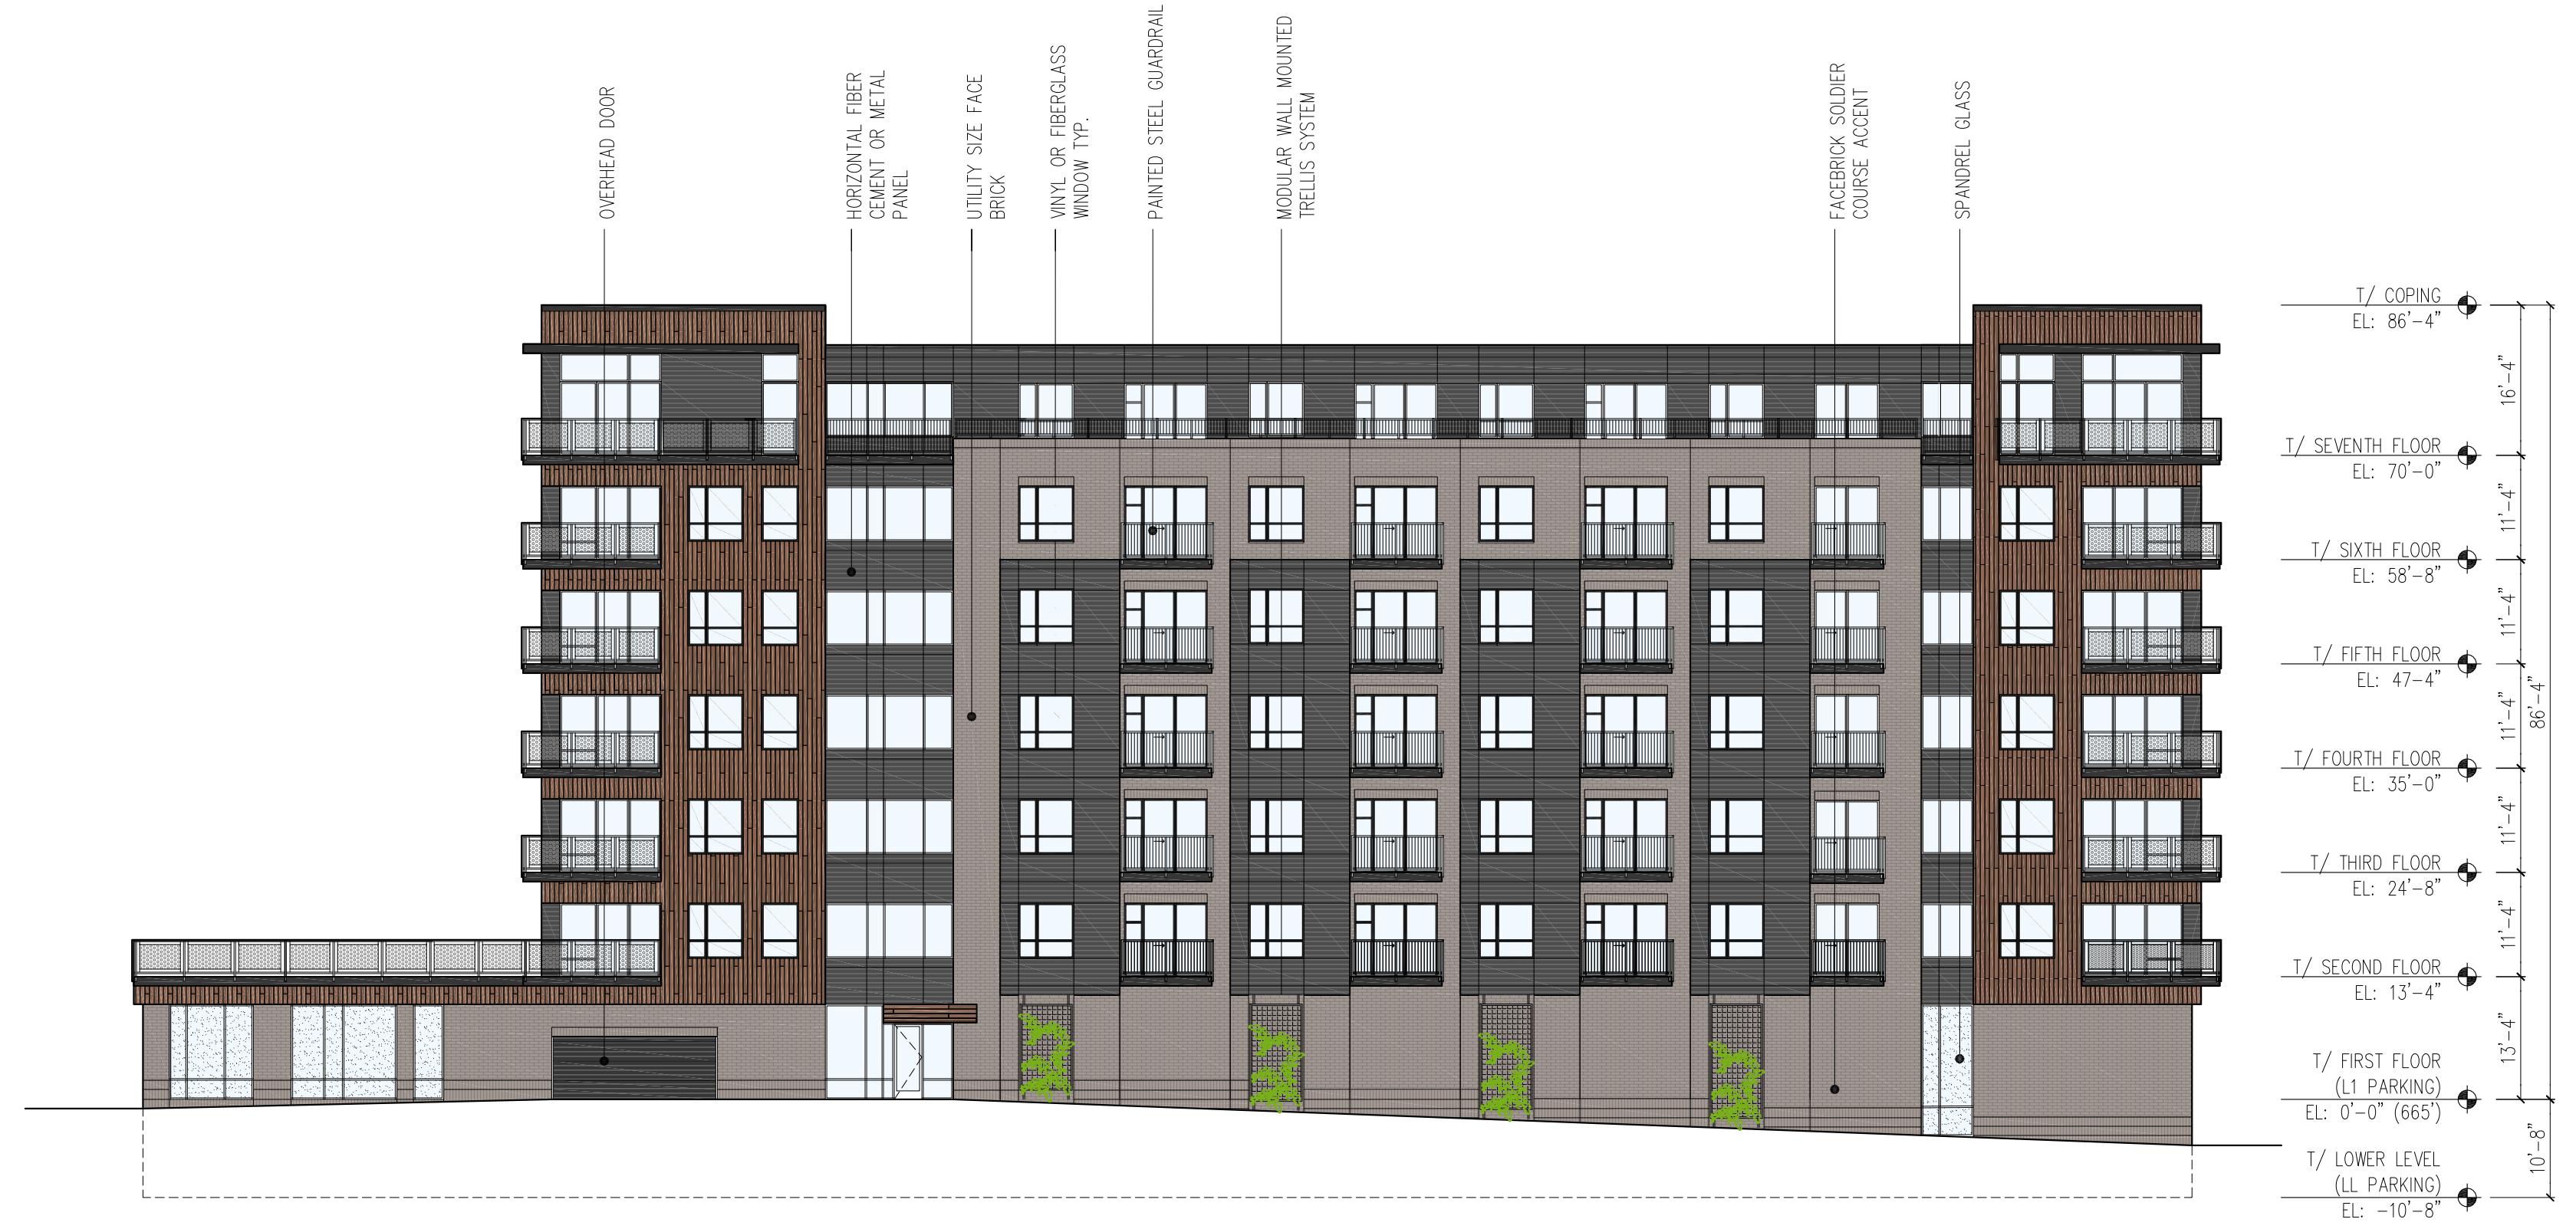 OVERHEAD DOOR
HORIZONTAL FIBER
CEMENT OR METAL
PANEL
UTILITY SIZE FACE
BRICK
VINYL OR FIBERGLASS
WINDOW TYP.
PAINTED STEEL GUARDRAIL
MODULAR WALL MOUNTED
TRELLIS SYSTEM
FACEBRICK SOLDIER
COURSE ACCENT
SPANDREL GLASS
T/ COPING
EL: 86'-4"
16'-4"
T/ SEVENTH FLOOR
EL: 70'-0"
11'-4"
T/ SIXTH FLOOR
EL: 58'-8"
11'-4"
T/ FIFTH FLOOR
EL: 47-4"
11'-4"
86'-4"
T/ FOURTH FLOOR
EL: 35'-0"
11'-4"
T/ THIRD FLOOR
EL: 24'-8"
11'-4"
T/ SECOND FLOOR
EL: 13'-4"
13'-4"
T/ FIRST FLOOR
(L1 PARKING)
EL: 0'-0" (665')
10'-8"
T/ LOWER LEVEL
(LL PARKING)
EL: -10'-8"